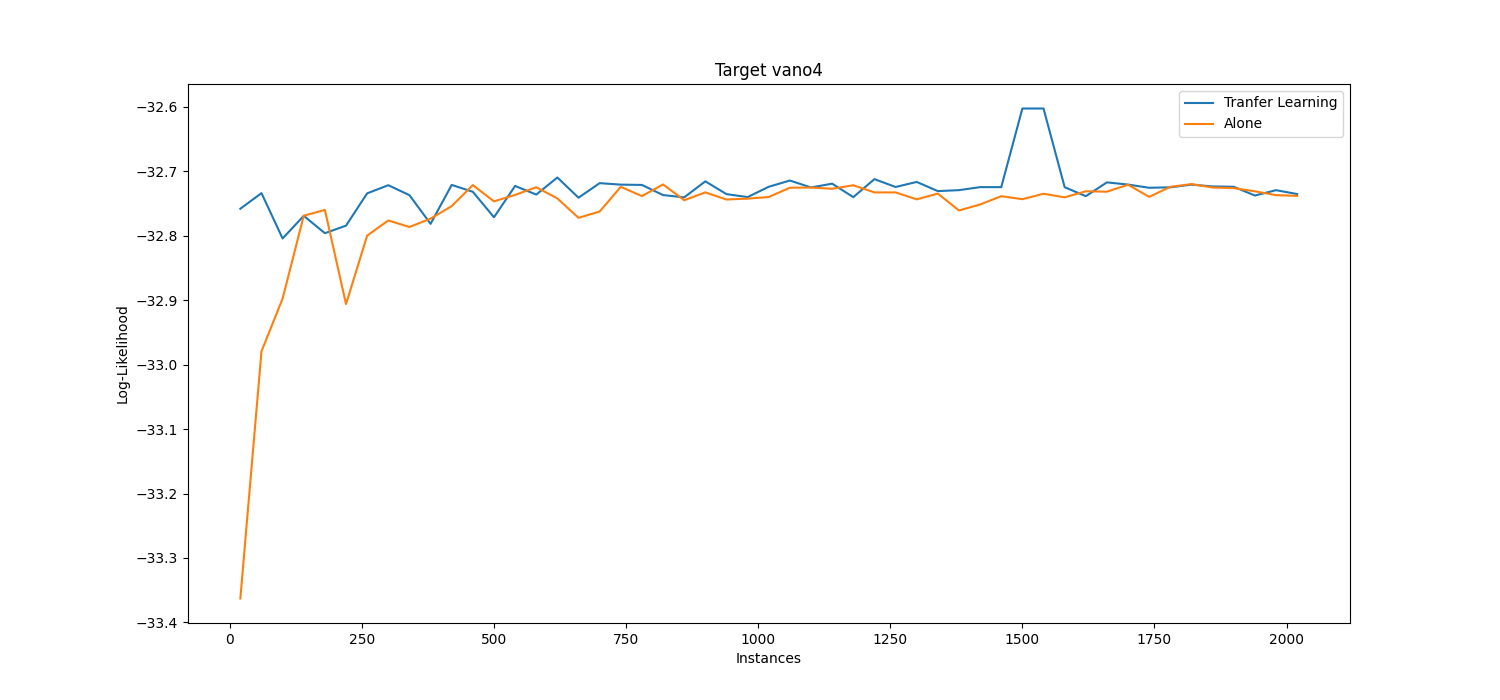 Target vano4
Tranfer Learning
Alone
−32.6
−32.7
−32.8
−32.9
−33.0
−33.1
−33.2
−33.3
−33.4
Log-Likelihood
0 250 500 750 1000 1250 1500 1750 2000
Instances